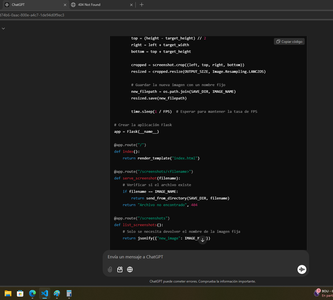 ChatGPT
404 Not Found
Copiar código
top = (height - target_height) //
right = left + target_width
bottom = top + target_height
cropped = screenshot.crop((left, top, right, bottom))
resized = cropped.resize(OUTPUT_SIZE, Image.Resampling.LANCZOS)
# Guardar la nueva imagen con el nombre fijo
new_filepath = os.path.join(SAVE_DIR, IMAGE_NAME)
resized.save(new_filepath)
time.sleep(1 / FPS) # Esperar para mantener la tasa de FPS
# Crear la aplicación Flask
app = Flask(__name__)
@app.route("/")
def index():
return render_template("index.html")
@app.route("/screenshots/<filename>")
def serve_screenshot(filename):
# Verificar si el archivo existe
if filename == IMAGE_NAME:
return send_from_directory(SAVE_DIR, filename)
return "Archivo no encontrado", 404
@app.route("/screenshots")
def list_screenshots():
# Solo se necesita devolver el nombre de la imagen fija
return jsonify({"new_image": IMAGE_
Envía un mensaje a ChatGPT
ChatGPT puede cometer errores. Comprueba la información importante.